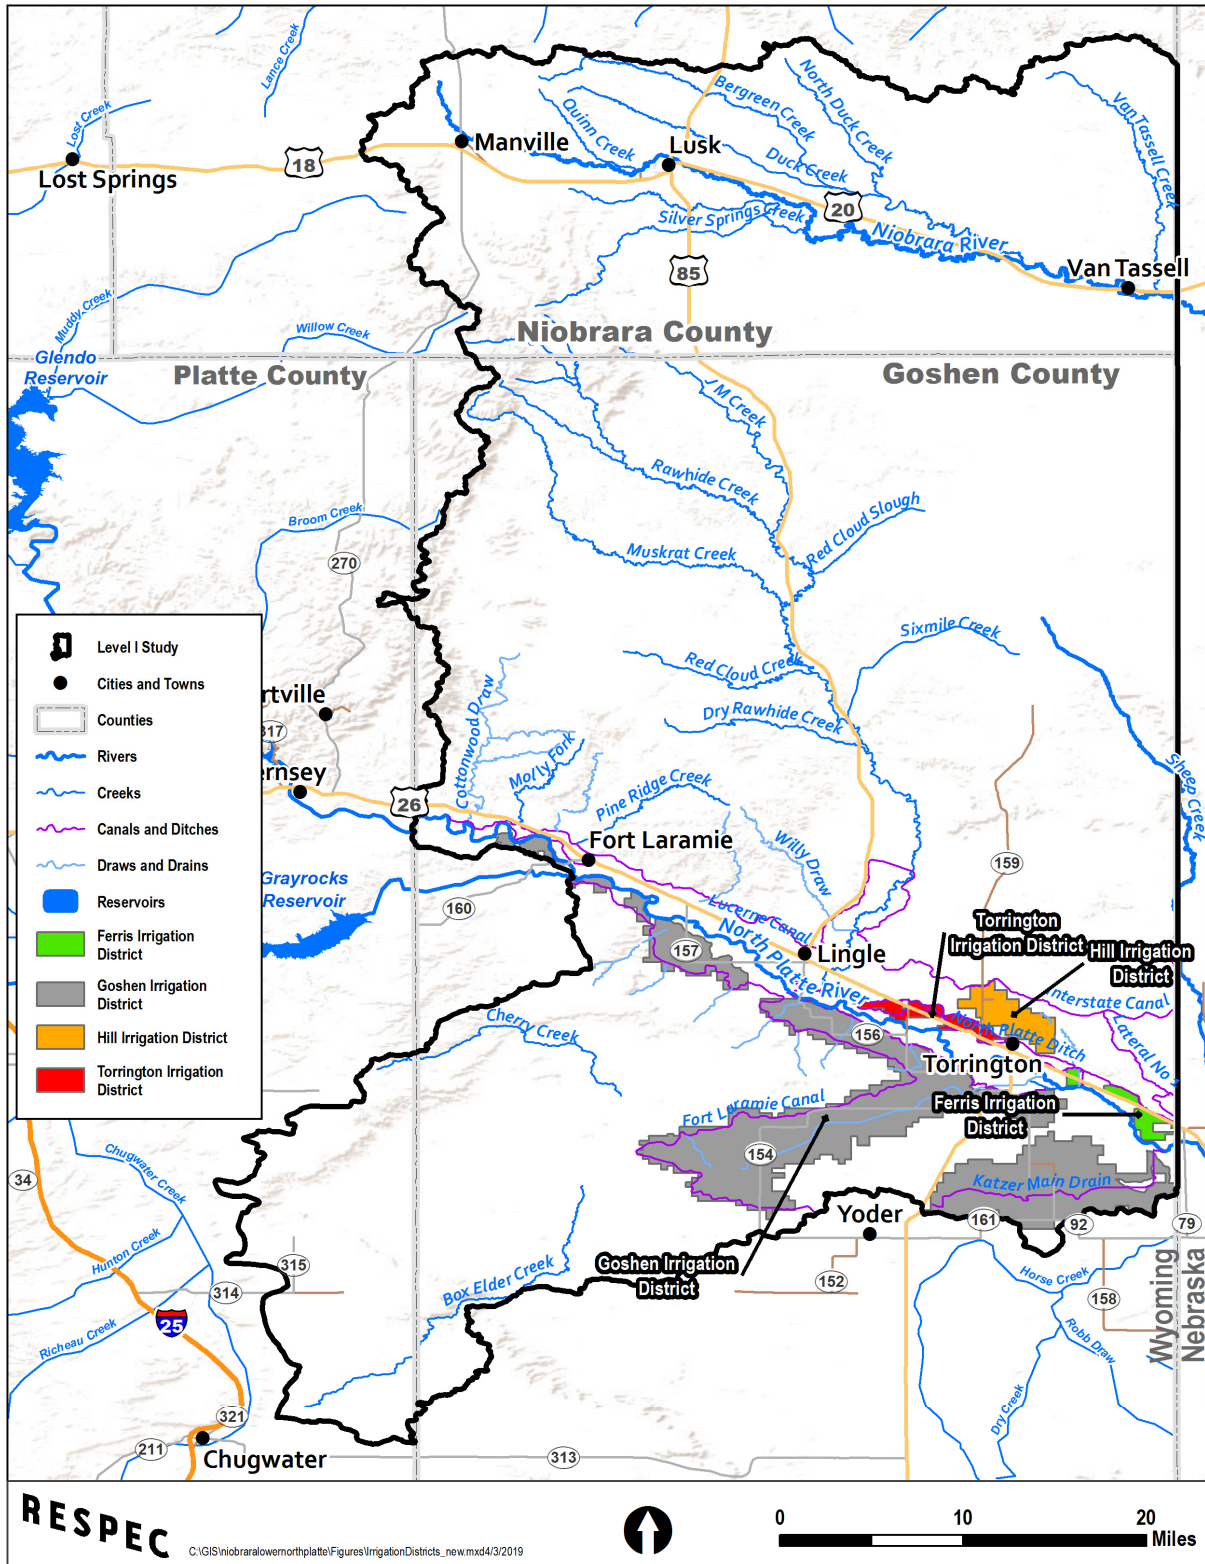 Lance Creek
Lost Creek
Lost Springs
18
Manville
Quinn Creek
Lusk
Bergreen Creek
North Duck Creek
Duck Creek
Van Tassell Creek
Silver Springs Creek
20
Niobrara River
85
Van Tassell
Muddy Creek
Willow Creek
Niobrara County
Glendo
Reservoir
Platte County
Goshen County
M Creek
Rawhide Creek
Broom Creek
Red Cloud Slough
Muskrat Creek
270
Sixmile Creek
Red Cloud Creek
Dry Rawhide Creek
Cottonwood Draw
Molly Fork
Pine Ridge Creek
Sheep Creek
rtville
317
ernsey
26
Fort Laramie
Willy Draw
159
Grayrocks
Reservoir
160
Lucerne Canal
157
North Platte River
Lingle
Torrington
Irrigation District
Hill Irrigation
District
nterstate Canal
Lateral No
North Platte Ditch
156
Torrington
Cherry Creek
Fort Laramie Canal
Ferris Irrigation
District
154
Katzer Main Drain
Yoder
161
92
79
Goshen Irrigation
District
152
Horse Creek
158
Robb Draw
Dry Creek
Wyoming
Nebraska
Box Elder Creek
34
Chugwater Creek
Hunton Creek
315
314
25
Richeau Creek
321
211
Chugwater
313
Level I Study
Cities and Towns
Counties
Rivers
Creeks
Canals and Ditches
Draws and Drains
Reservoirs
Ferris Irrigation
District
Goshen Irrigation
District
Hill Irrigation District
Torrington Irrigation
District
RESPEC
C:\GIS\niobraralowernorthplatte\Figures\IrrigationDistricts_new.mxd4/3/2019
0 10 20
Miles